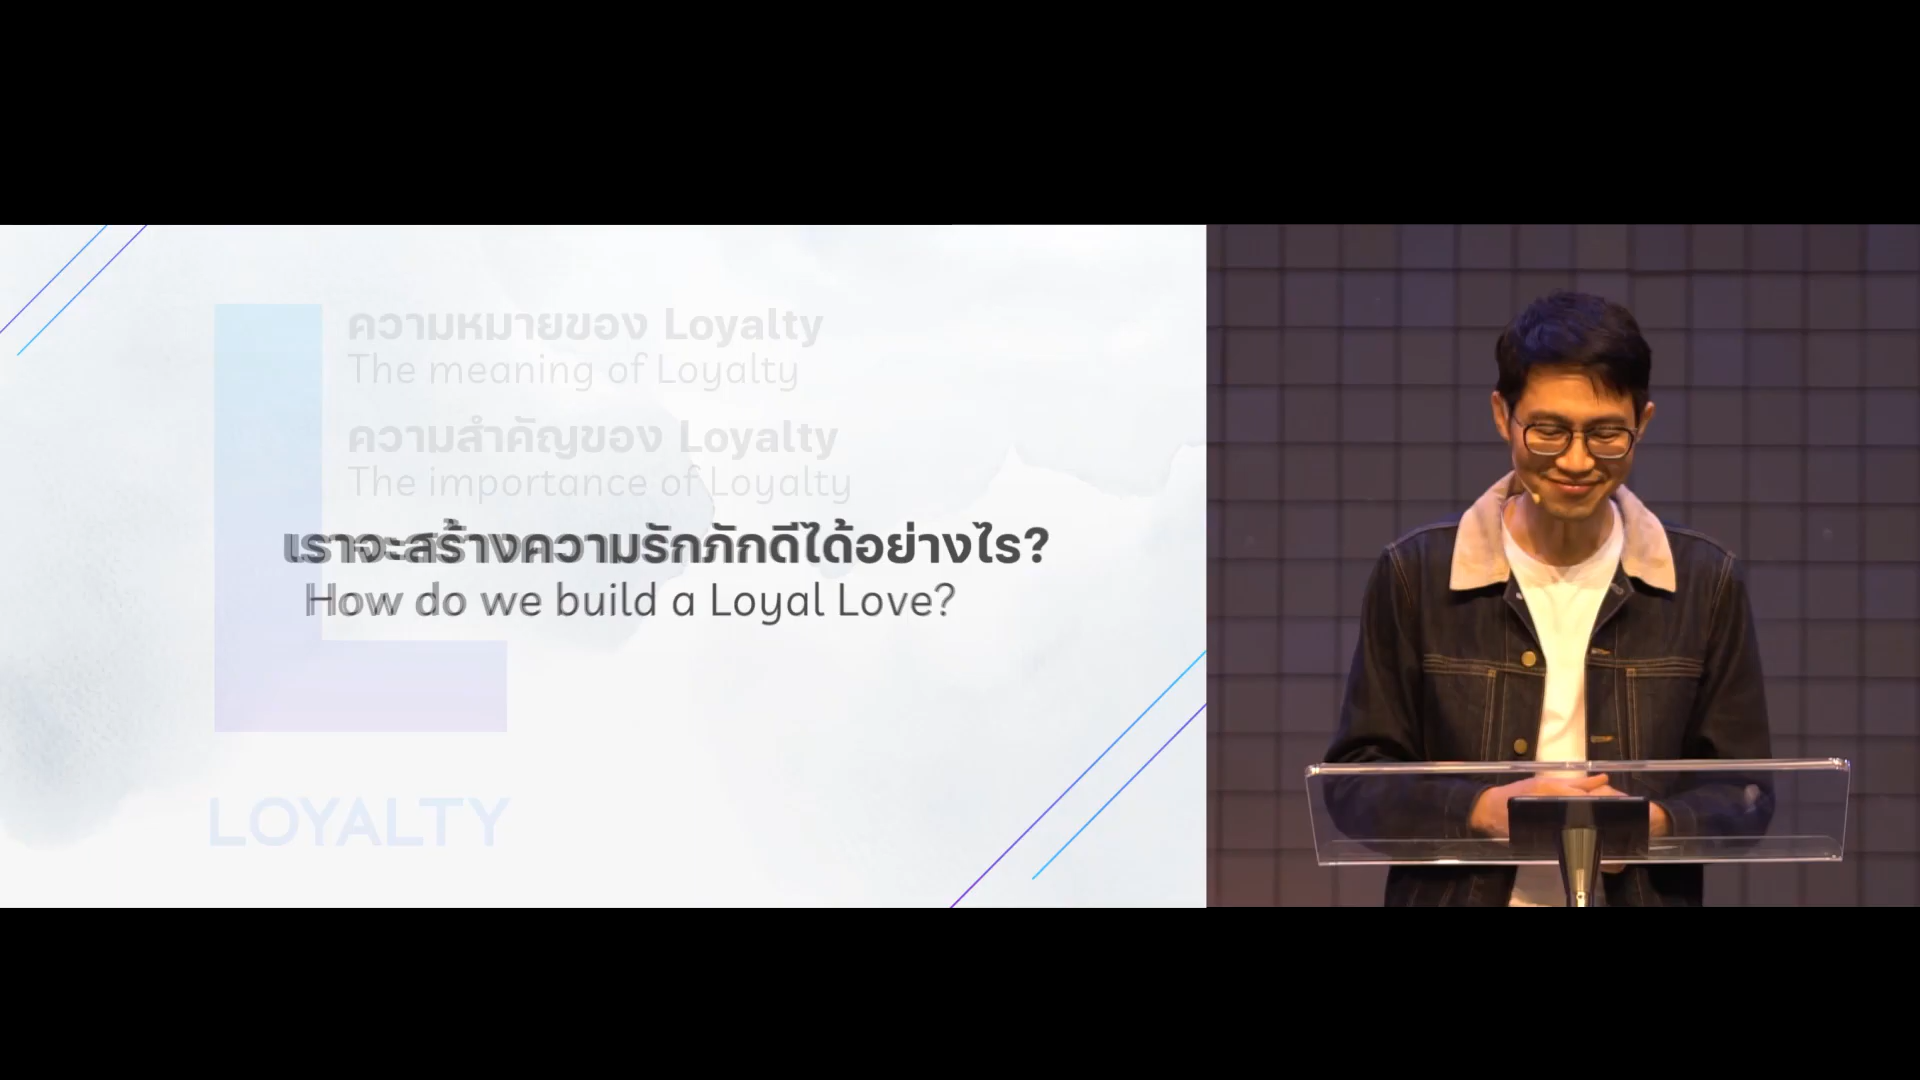 ความหมายของ Loyalty
The meaning of Loyalty
ความสำคัญของ Loyalty
The importance of Loyalty
เราจะสร้างความรักภักดีได้อย่างไร?
How do we build a Loyal Love?
LOYALTY